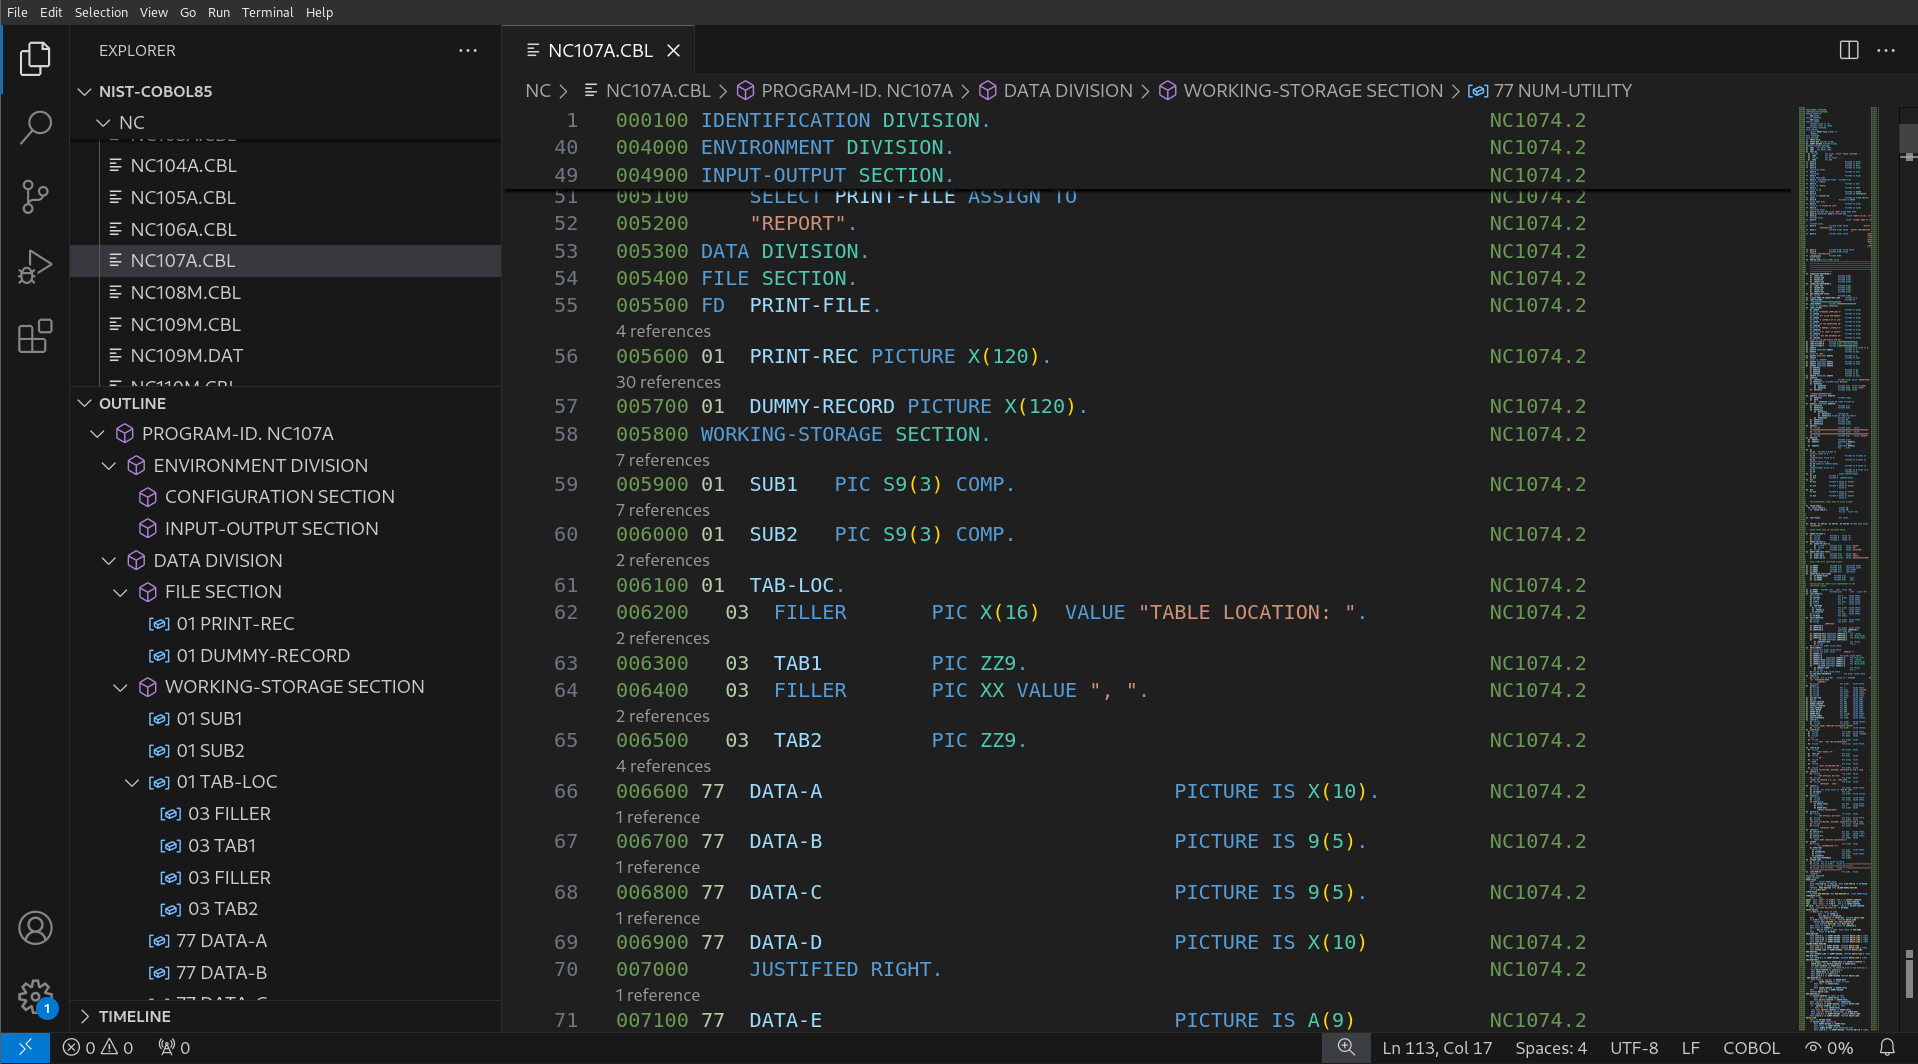 File Edit Selection View Go Run Terminal Help
EXPLORER
NIST-COBOL85
NC
NC104A.CBL
NC105A.CBL
NC106A.CBL
NC107A.CBL
NC108M.CBL
NC109M.CBL
NC109M.DAT
NC110M.CBL
OUTLINE
PROGRAM-ID. NC107A
ENVIRONMENT DIVISION
CONFIGURATION SECTION
INPUT-OUTPUT SECTION
DATA DIVISION
FILE SECTION
01 PRINT-REC
01 DUMMY-RECORD
WORKING-STORAGE SECTION
01 SUB1
01 SUB2
01 TAB-LOC
03 FILLER
03 TAB1
03 FILLER
03 TAB2
77 DATA-A
77 DATA-B
77 DATA-C
TIMELINE
NC107A.CBL
NC > NC107A.CBL > PROGRAM-ID. NC107A > DATA DIVISION > WORKING-STORAGE SECTION > 77 NUM-UTILITY
1 000100 IDENTIFICATION DIVISION. NC1074.2
40 004000 ENVIRONMENT DIVISION. NC1074.2
49 004900 INPUT-OUTPUT SECTION. NC1074.2
51 005100 SELECT PRINT-FILE ASSIGN TO NC1074.2
52 005200 "REPORT". NC1074.2
53 005300 DATA DIVISION. NC1074.2
54 005400 FILE SECTION. NC1074.2
55 005500 FD PRINT-FILE. NC1074.2
4 references
56 005600 01 PRINT-REC PICTURE X(120). NC1074.2
30 references
57 005700 01 DUMMY-RECORD PICTURE X(120). NC1074.2
58 005800 WORKING-STORAGE SECTION. NC1074.2
7 references
59 005900 01 SUB1 PIC S9(3) COMP. NC1074.2
7 references
60 006000 01 SUB2 PIC S9(3) COMP. NC1074.2
2 references
61 006100 01 TAB-LOC. NC1074.2
62 006200 03 FILLER PIC X(16) VALUE "TABLE LOCATION: ". NC1074.2
2 references
63 006300 03 TAB1 PIC ZZ9. NC1074.2
64 006400 03 FILLER PIC XX VALUE ", ". NC1074.2
2 references
65 006500 03 TAB2 PIC ZZ9. NC1074.2
4 references
66 006600 77 DATA-A PICTURE IS X(10). NC1074.2
1 reference
67 006700 77 DATA-B PICTURE IS 9(5). NC1074.2
1 reference
68 006800 77 DATA-C PICTURE IS 9(5). NC1074.2
1 reference
69 006900 77 DATA-D PICTURE IS X(10) NC1074.2
70 007000 JUSTIFIED RIGHT. NC1074.2
1 reference
71 007100 77 DATA-E PICTURE IS A(9) NC1074.2
1
0 0 0 Ln 113, Col 17 Spaces: 4 UTF-8 LF COBOL 0%